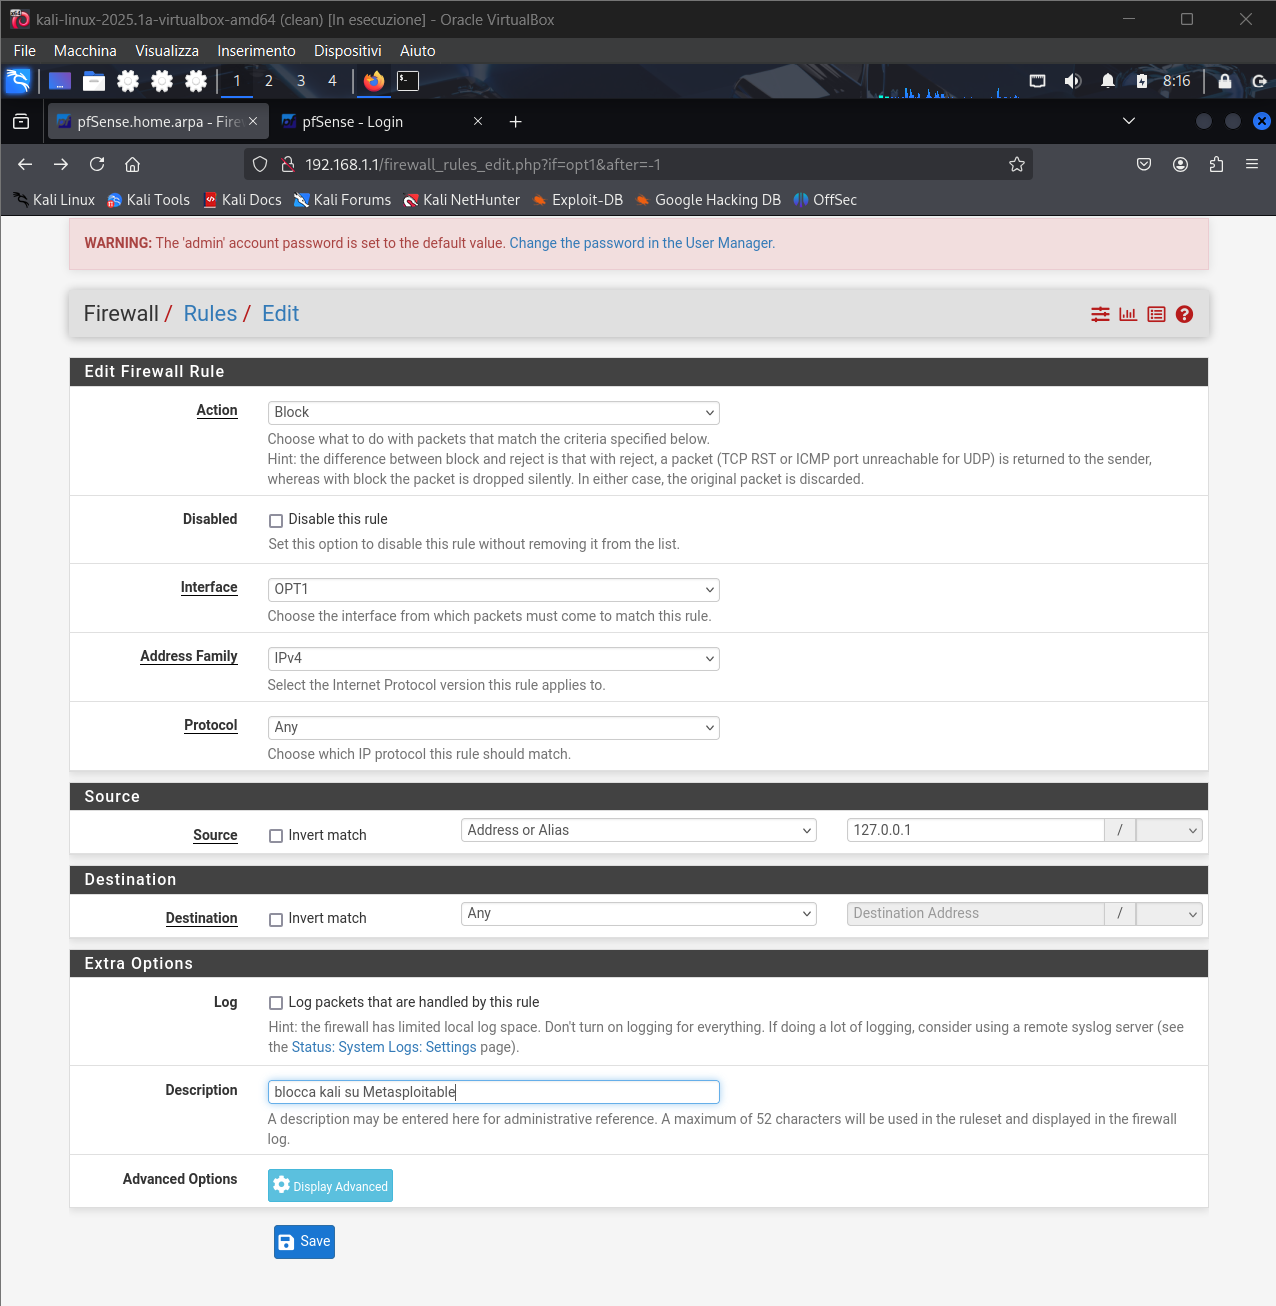 kali-linux-2025.1a-virtualbox-amd64 (clean) [In esecuzione] - Oracle VirtualBox
File Macchina Visualizza Inserimento Dispositivi Aiuto
1 2 3 4 8:16
pfSense.home.arpa - Fire pfSense - Login
192.168.1.1/firewall_rules_edit.php?if=opt1&after=-1
Kali Linux Kali Tools Kali Docs Kali Forums Kali NetHunter Exploit-DB Google Hacking DB OffSec
WARNING: The 'admin' account password is set to the default value. Change the password in the User Manager.
Firewall / Rules / Edit
Edit Firewall Rule
Action Block
Choose what to do with packets that match the criteria specified below.
Hint: the difference between block and reject is that with reject, a packet (TCP RST or ICMP port unreachable for UDP) is returned to the sender,
whereas with block the packet is dropped silently. In either case, the original packet is discarded.
Disabled Disable this rule
Set this option to disable this rule without removing it from the list.
Interface OPT1
Choose the interface from which packets must come to match this rule.
Address Family IPv4
Select the Internet Protocol version this rule applies to.
Protocol Any
Choose which IP protocol this rule should match.
Source
Source Invert match Address or Alias 127.0.0.1 /
Destination
Destination Invert match Any Destination Address /
Extra Options
Log Log packets that are handled by this rule
Hint: the firewall has limited local log space. Don't turn on logging for everything. If doing a lot of logging, consider using a remote syslog server (see
the Status: System Logs: Settings page).
Description blocca kali su Metasploitable
A description may be entered here for administrative reference. A maximum of 52 characters will be used in the ruleset and displayed in the firewall
log.
Advanced Options Display Advanced
Save